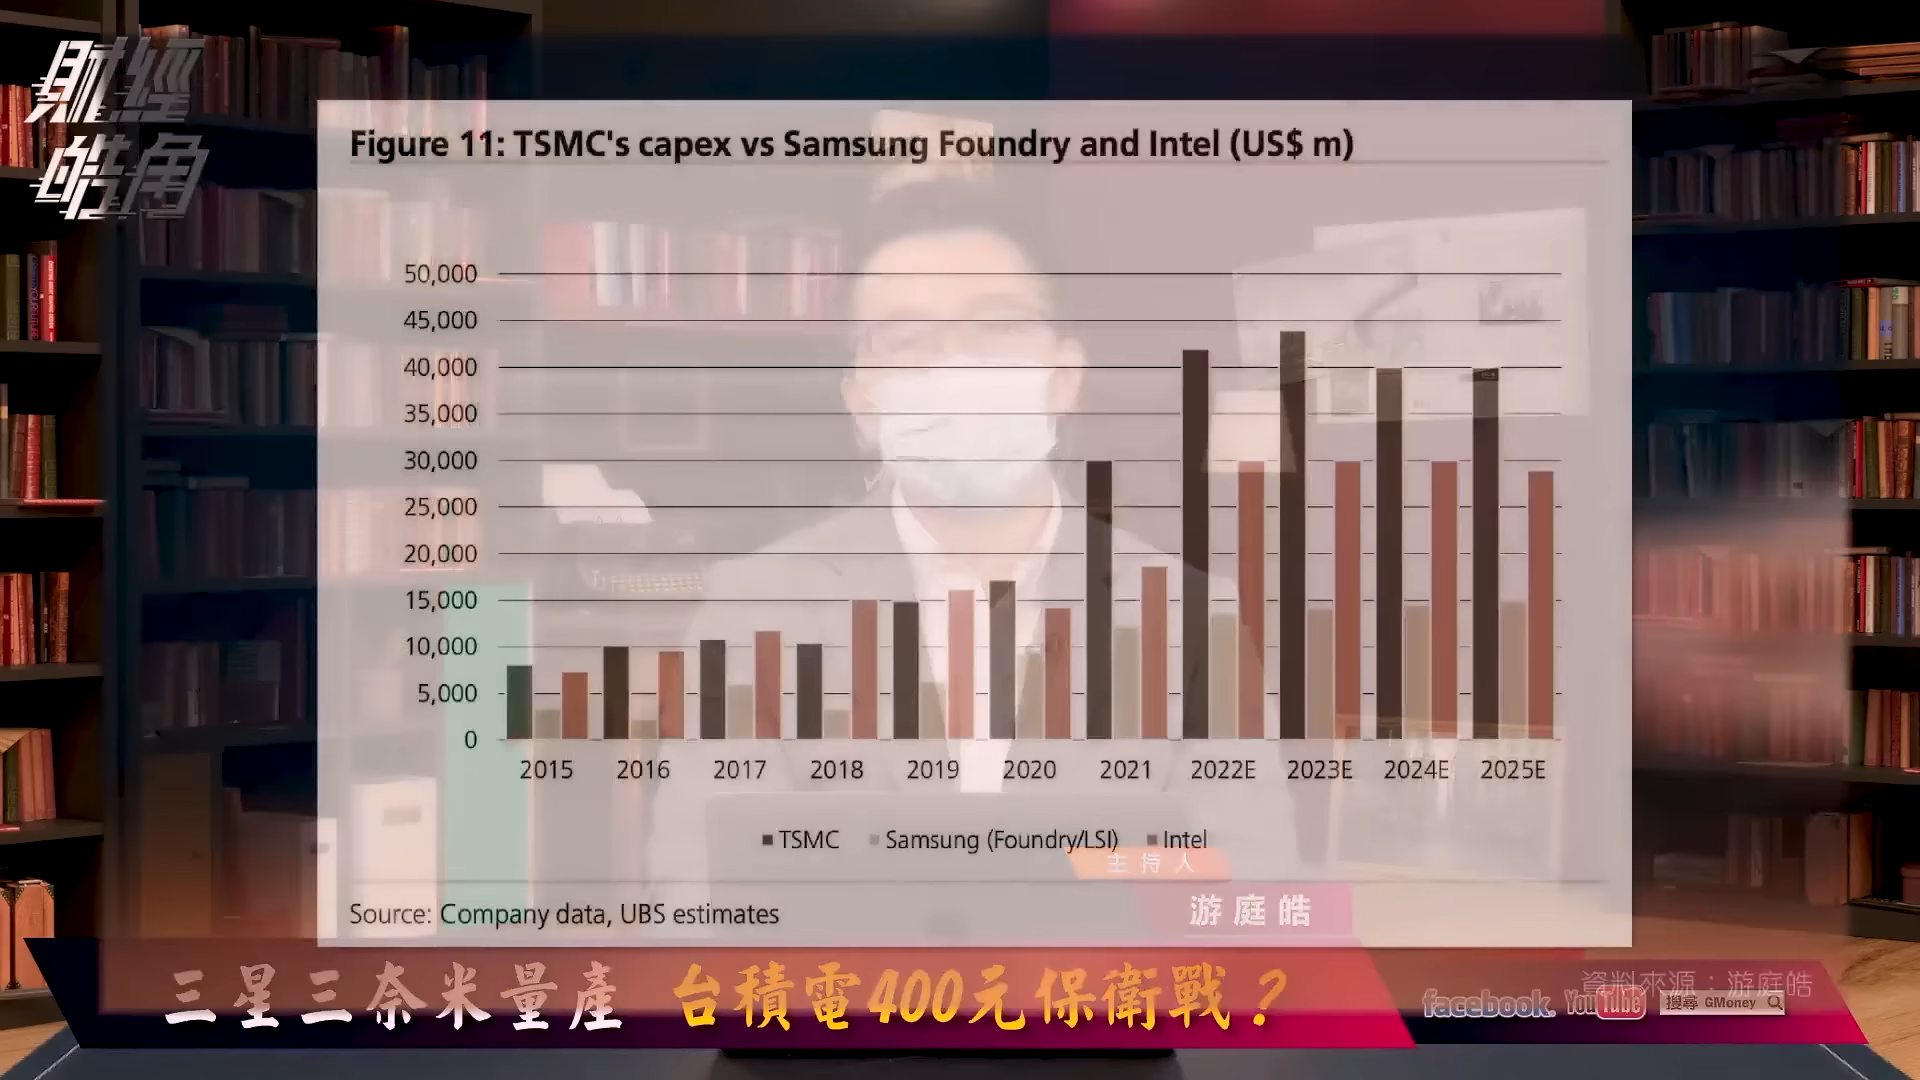 財經
皓角
Figure 11: TSMC's capex vs Samsung Foundry and Intel (US$ m)
50,000
45,000
40,000
35,000
30,000
25,000
20,000
15,000
10,000
5,000
0
2015 2016 2017 2018 2019 2020 2021 2022E 2023E 2024E 2025E
TSMC Samsung (Foundry/LSI) Intel
主持人
Source: Company data, UBS estimates
游庭皓
三星三奈米量產 台積電400元保衛戰?
資料來源：游庭皓
facebook. YouTube 搜尋 GMoney